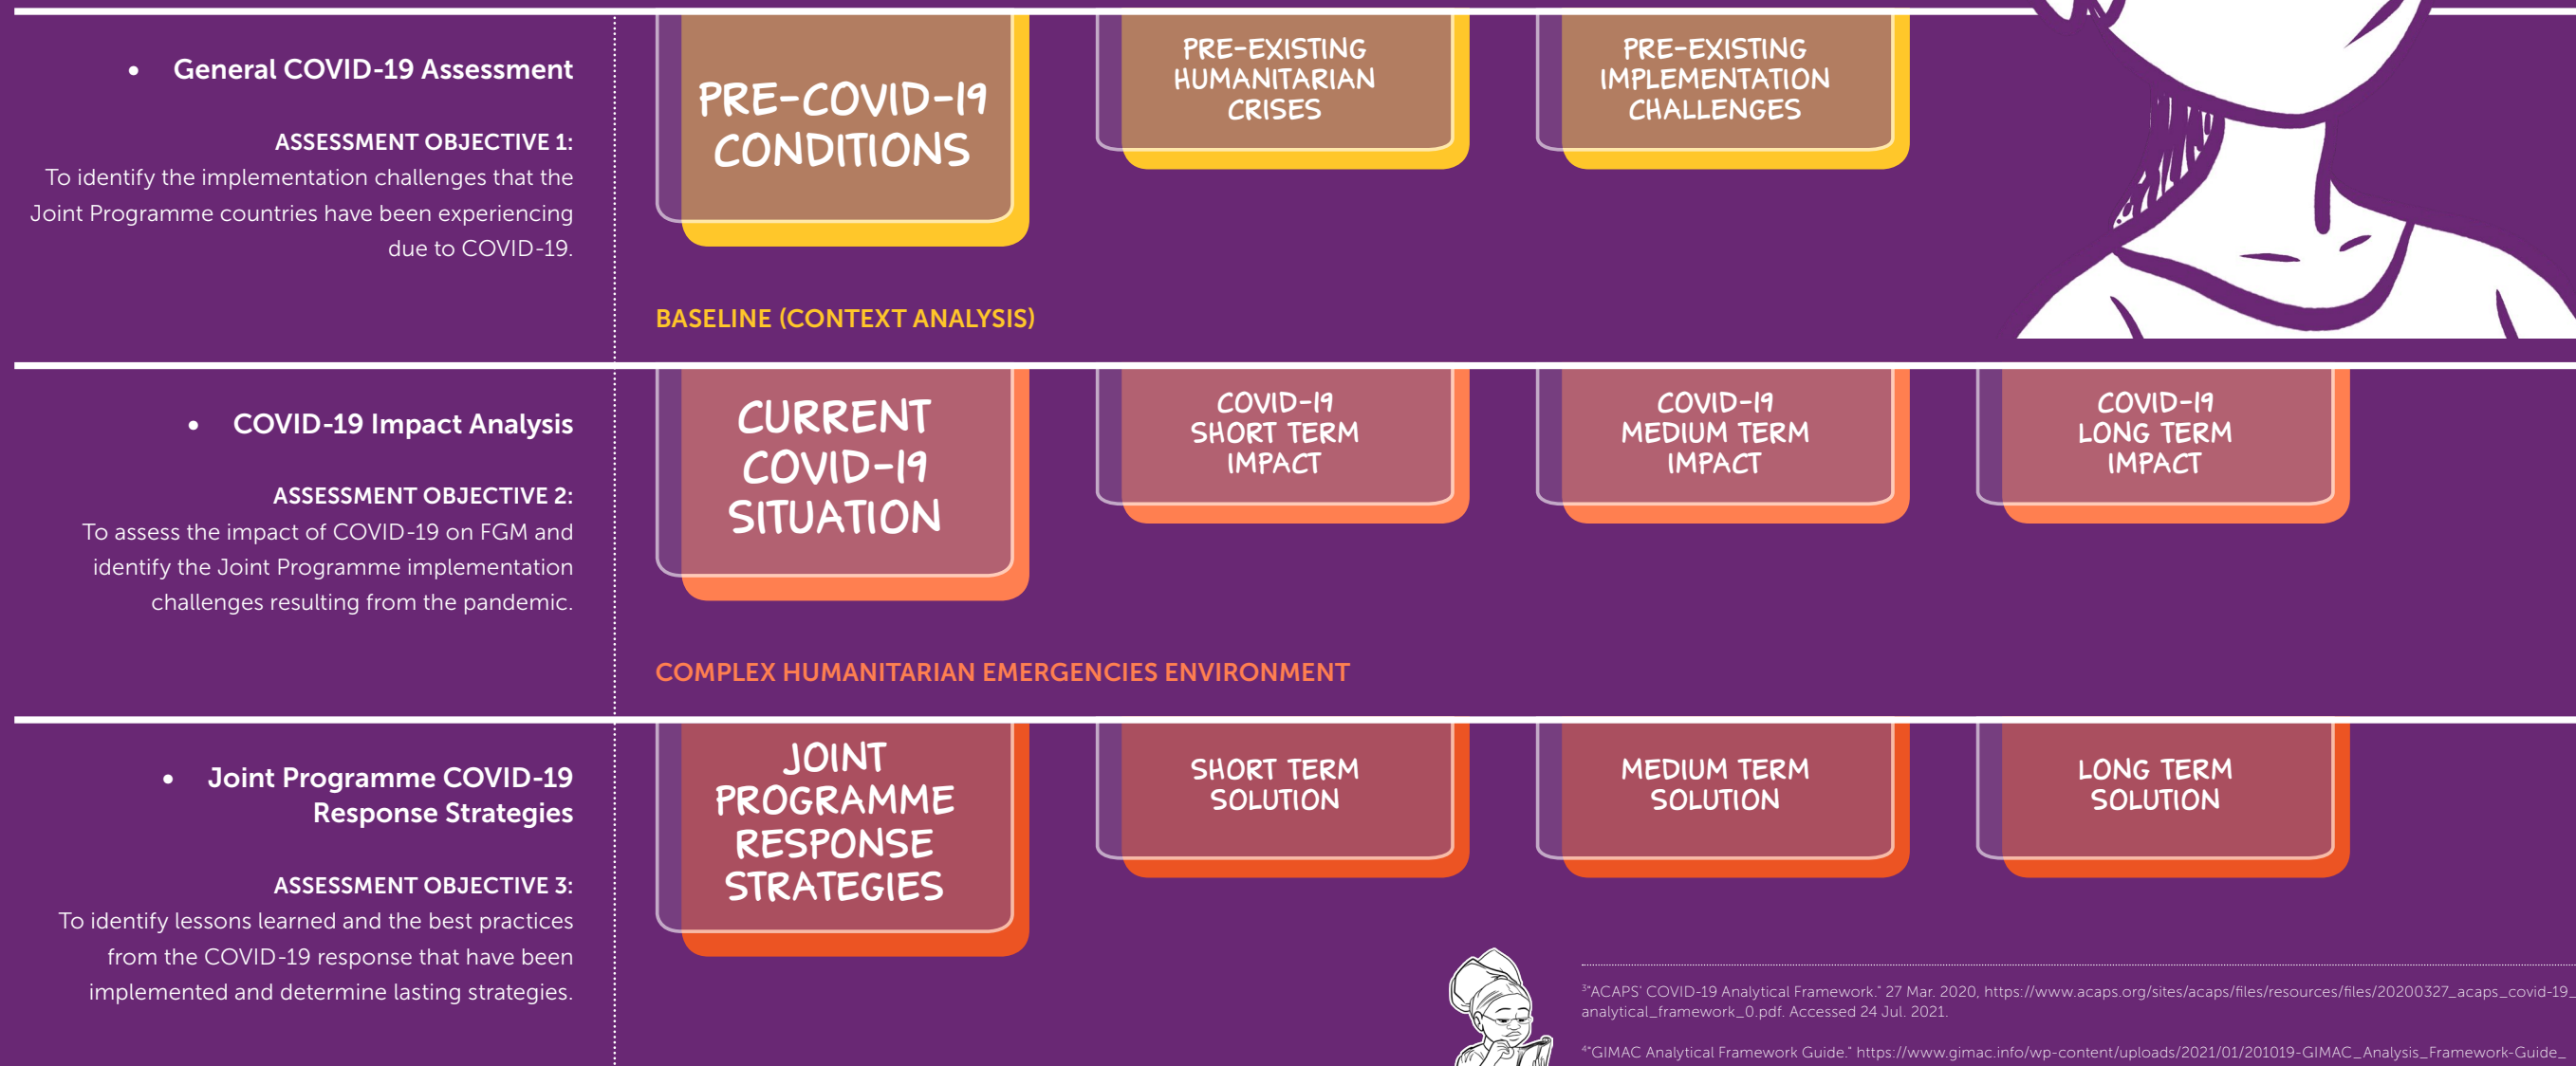 • General COVID-19 Assessment
ASSESSMENT OBJECTIVE 1:
To identify the implementation challenges that the
Joint Programme countries have been experiencing
due to COVID-19.
PRE-COVID-19
CONDITIONS
PRE-EXISTING
HUMANITARIAN
CRISES
PRE-EXISTING
IMPLEMENTATION
CHALLENGES
BASELINE (CONTEXT ANALYSIS)
• COVID-19 Impact Analysis
ASSESSMENT OBJECTIVE 2:
To assess the impact of COVID-19 on FGM and
identify the Joint Programme implementation
challenges resulting from the pandemic.
CURRENT
COVID-19
SITUATION
COVID-19
SHORT TERM
IMPACT
COVID-19
MEDIUM TERM
IMPACT
COVID-19
LONG TERM
IMPACT
COMPLEX HUMANITARIAN EMERGENCIES ENVIRONMENT
• Joint Programme COVID-19
Response Strategies
ASSESSMENT OBJECTIVE 3:
To identify lessons learned and the best practices
from the COVID-19 response that have been
implemented and determine lasting strategies.
JOINT
PROGRAMME
RESPONSE
STRATEGIES
SHORT TERM
SOLUTION
MEDIUM TERM
SOLUTION
LONG TERM
SOLUTION
³"ACAPS' COVID-19 Analytical Framework." 27 Mar. 2020, https://www.acaps.org/sites/acaps/files/resources/files/20200327_acaps_covid-19_
analytical_framework_0.pdf. Accessed 24 Jul. 2021.
⁴"GIMAC Analytical Framework Guide." https://www.gimac.info/wp-content/uploads/2021/01/201019-GIMAC_Analysis_Framework-Guide_